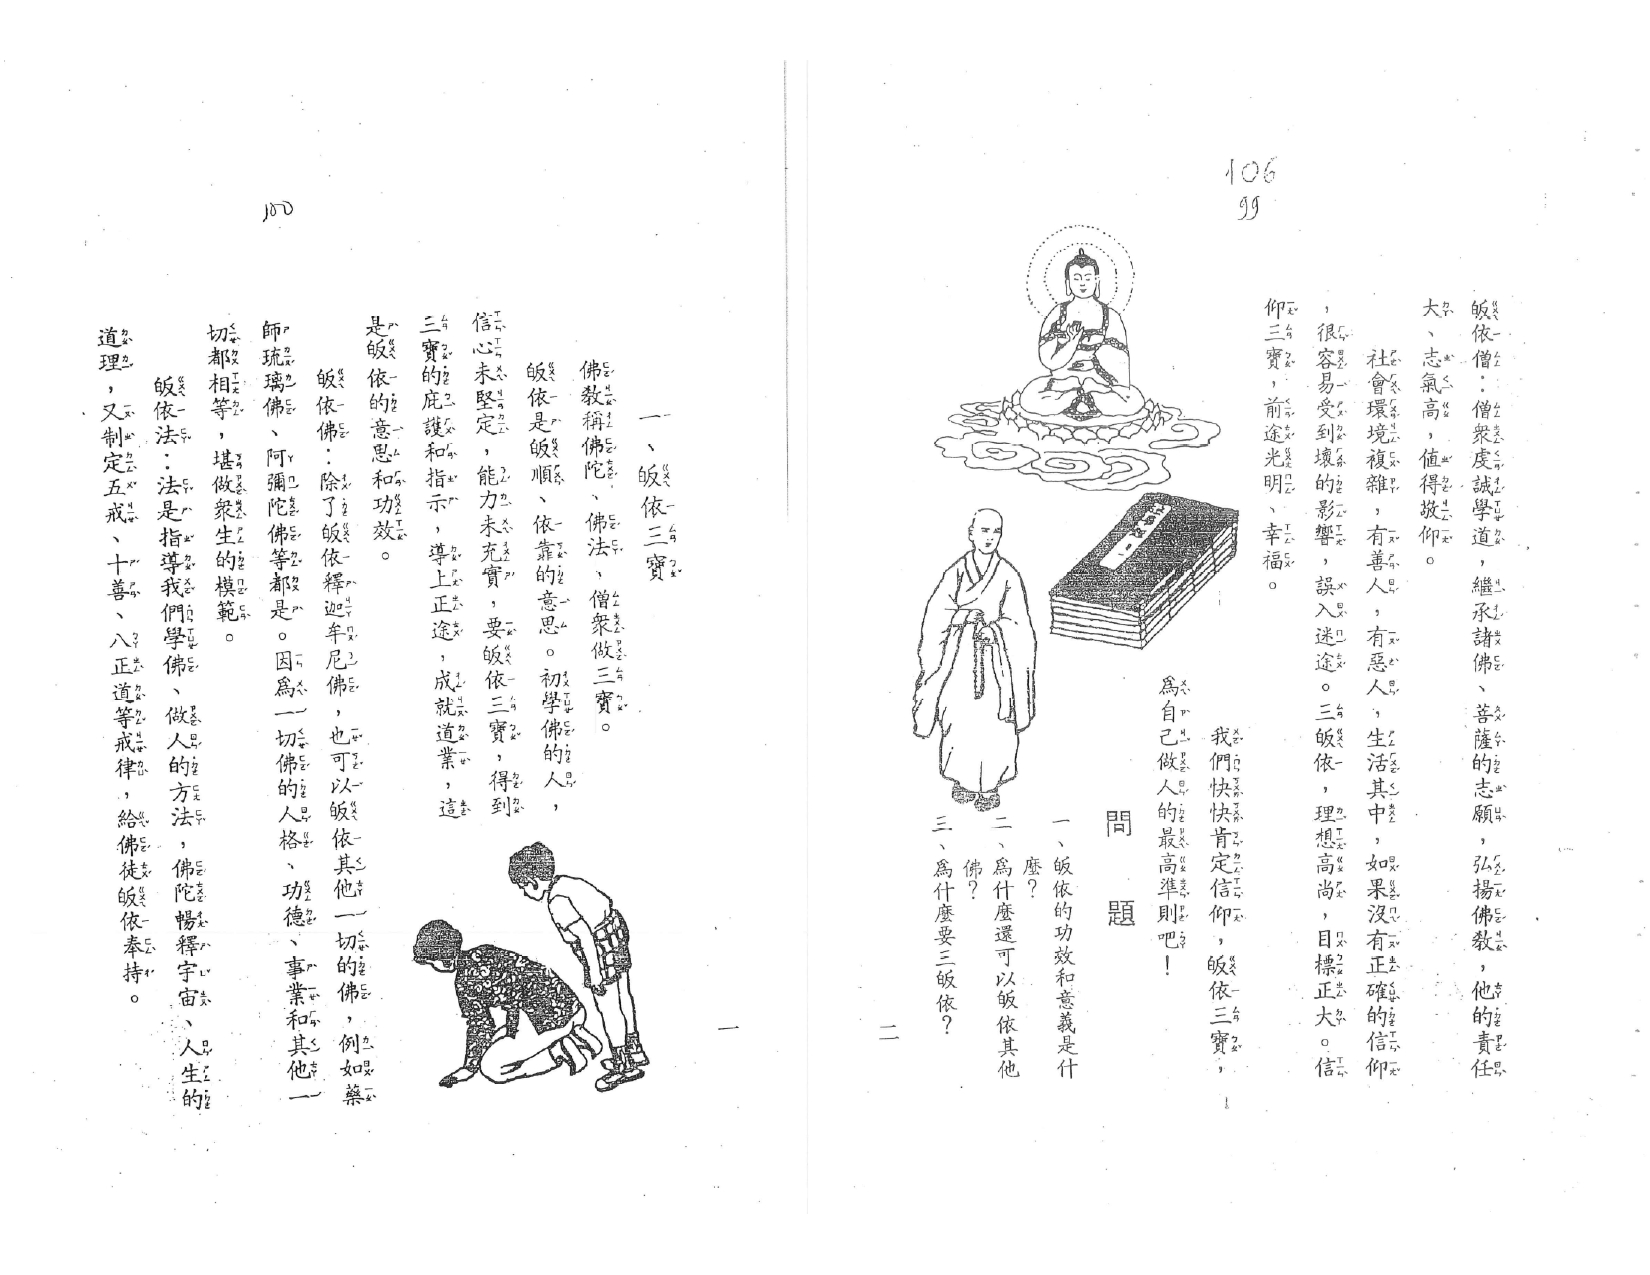 100
一、皈依三寶
佛教稱佛陀、佛法、僧衆做三寶。
皈依是皈順、依靠的意思。初學佛的人，
信心未堅定，能力未充實，要皈依三寶，得到
三寶的庇護和指示，導上正途，成就道業，這
是皈依的意思和功效。
皈依佛：除了皈依釋迦牟尼佛，也可以皈依其他一切的佛，例如藥
師琉璃佛、阿彌陀佛等都是。因爲一切佛的人格、功德、事業和其他一
切都相等，堪做衆生的模範。
皈依法：法是指導我們學佛、做人的方法，佛陀暢釋宇宙、人生的
道理，又制定五戒、十善、八正道等戒律，給佛徒皈依奉持。
一
106
99
皈依僧：僧衆虔誠學道，繼承諸佛、菩薩的志願，弘揚佛教，他的責任
大、志氣高，値得敬仰。
社會環境複雜，有善人，有惡人，生活其中，如果沒有正確的信仰
，很容易受到壞的影響，誤入迷途。三皈依，理想高尚，目標正大。信
仰三寶，前途光明、幸福。
我們快快肯定信仰，皈依三寶，
爲自己做人的最高準則吧！
問題
一、皈依的功效和意義是什
麼？
二、爲什麼還可以皈依其他
佛？
三、爲什麼要三皈依？
二